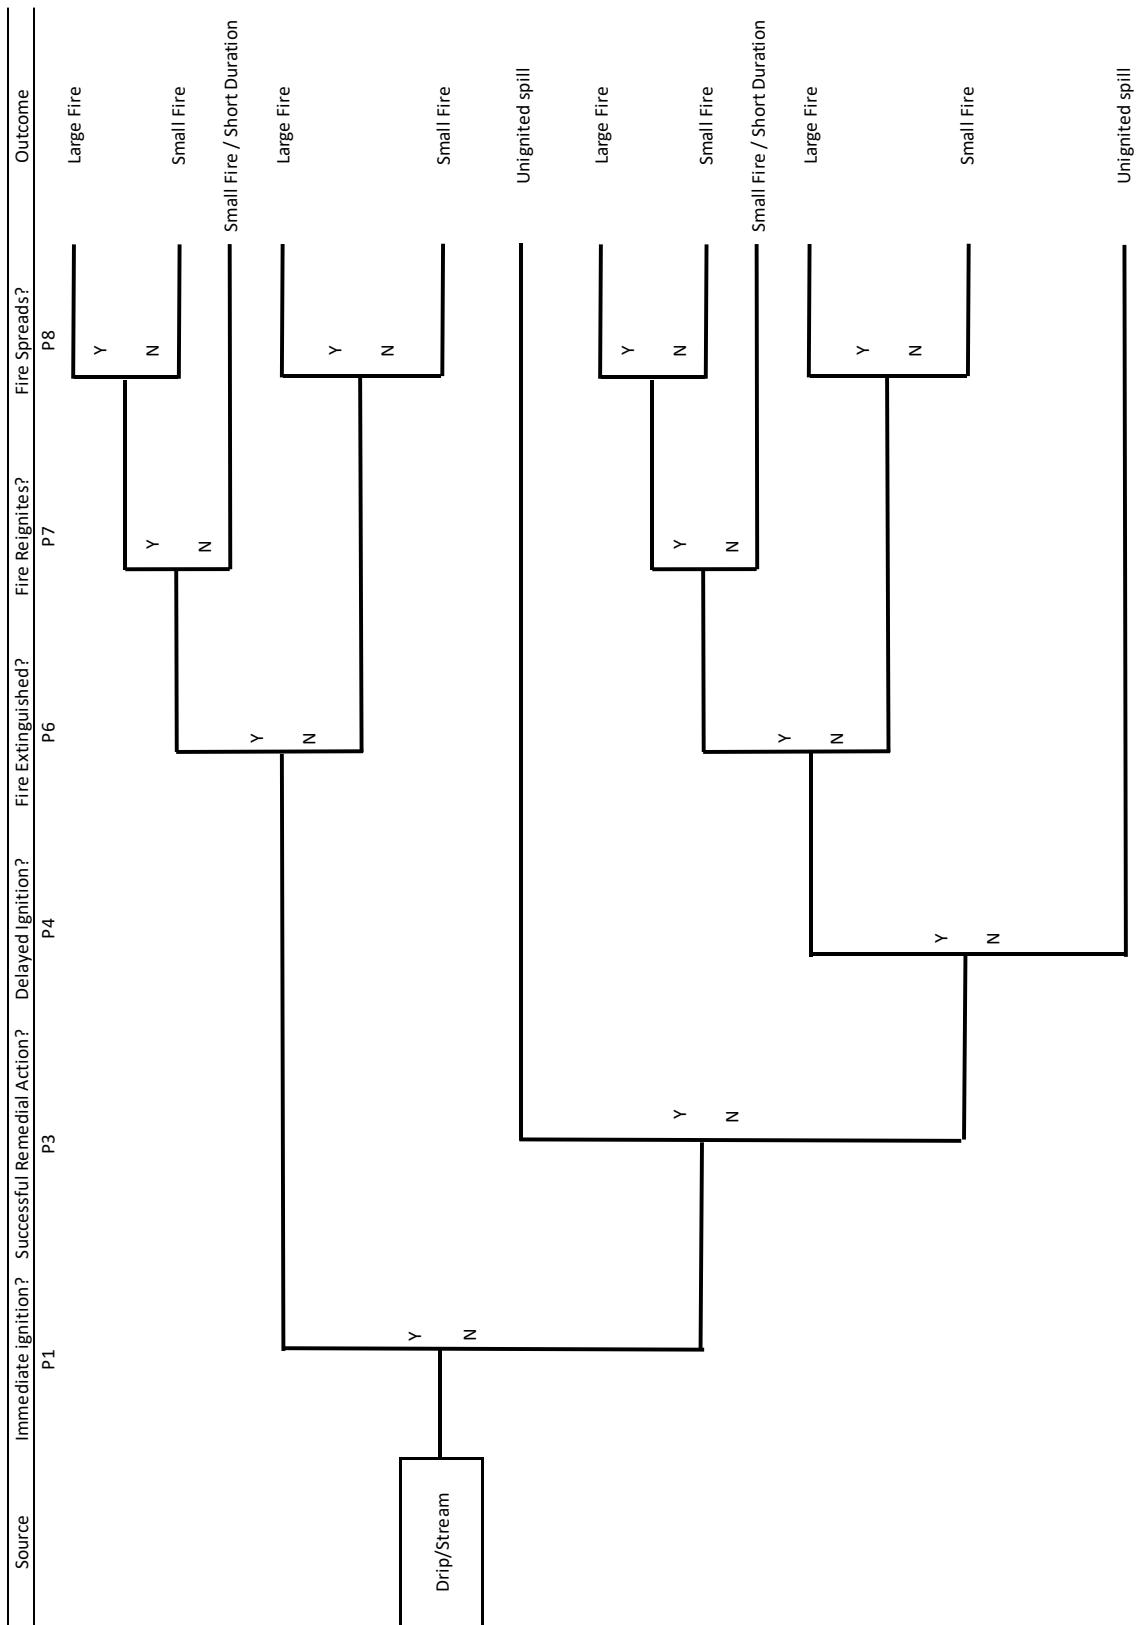 Source
Immediate ignition?
Successful Remedial Action?
Delayed Ignition?
Fire Extinguished?
Fire Reignites?
Fire Spreads?
Outcome
P1
P3
P4
P6
P7
P8
Large Fire
Y
N
Small Fire
Y
N
Small Fire / Short Duration
Y
Large Fire
N
Y
N
Y
Small Fire
N
Drip/Stream
Unignited spill
Large Fire
Y
Y
Y
N
Small Fire
N
N
Small Fire / Short Duration
Y
Large Fire
N
Y
N
Y
Small Fire
N
Unignited spill